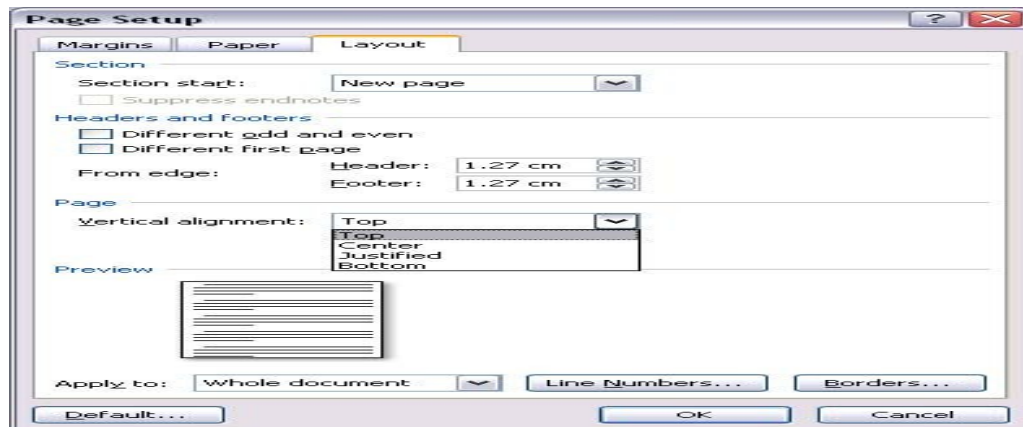 Page Setup
Margins Paper Layout
Section
Section start: New page
Suppress endnotes
Headers and footers
Different odd and even
Different first page
From edge: Header: 1.27 cm
Footer: 1.27 cm
Page
Vertical alignment: Top
Top
Center
Justified
Bottom
Preview
Apply to: Whole document Line Numbers... Borders...
Default... OK Cancel